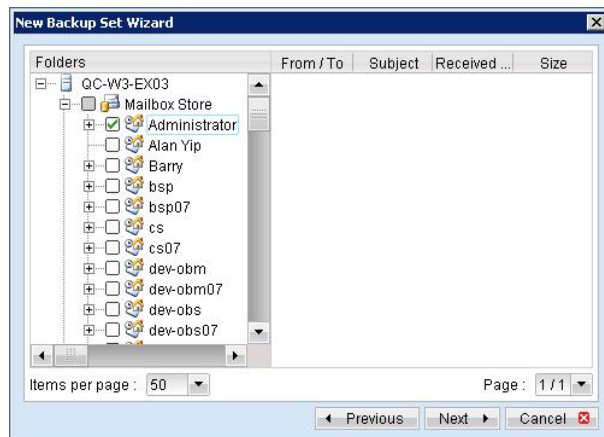 New Backup Set Wizard
Folders From / To Subject Received ... Size
QC-W3-EX03
Mailbox Store
Administrator
Alan Yip
Barry
bsp
bsp07
cs
cs07
dev-obm
dev-obm07
dev-obs
dev-obs07
Items per page : 50 Page : 1 / 1
Previous Next Cancel